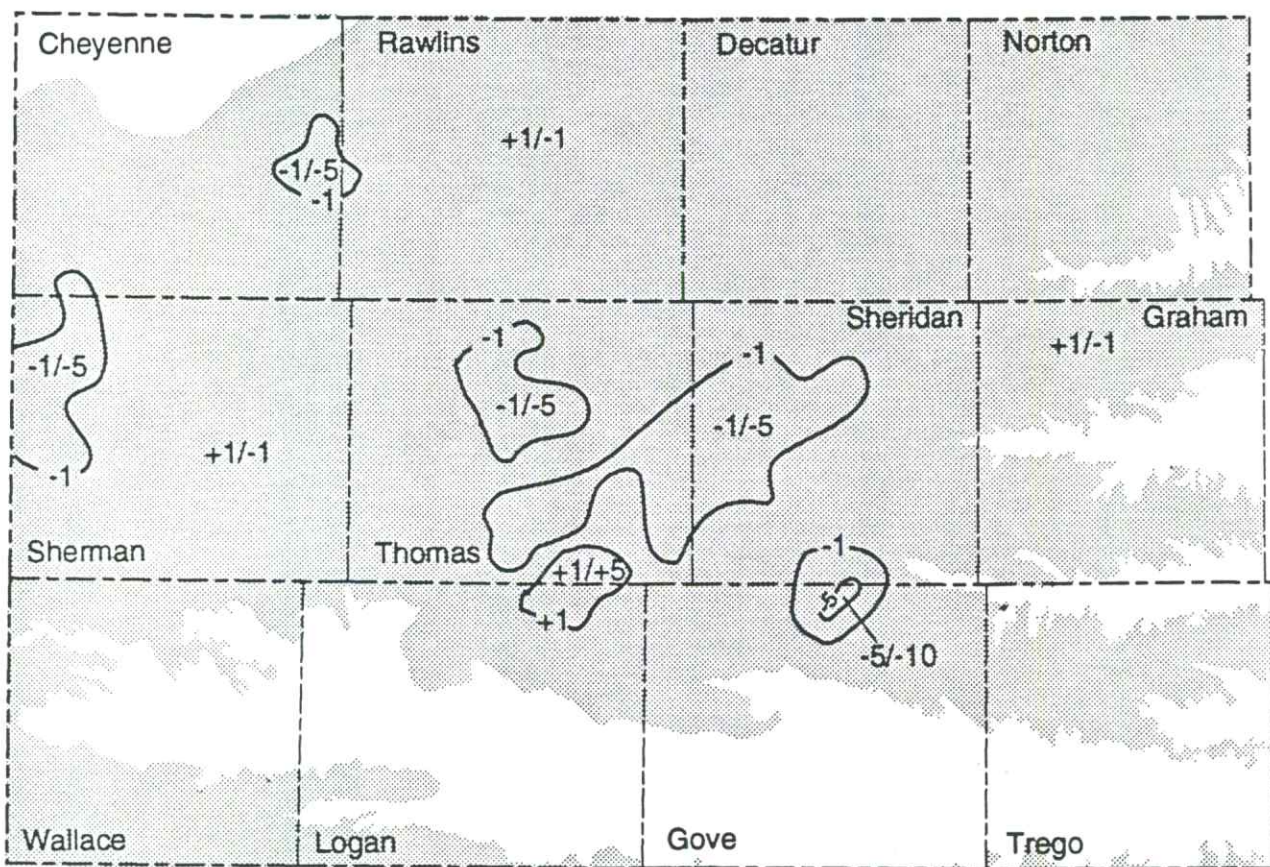 Cheyenne
Rawlins
Decatur
Norton
+1/-1
-1/-5
-1
Sheridan
Graham
+1/-1
-1
-1
-1/-5
-1/-5
-1/-5
+1/-1
-1
Sherman
Thomas
-1
+1/+5
+1
-5
-5/-10
Wallace
Logan
Gove
Trego